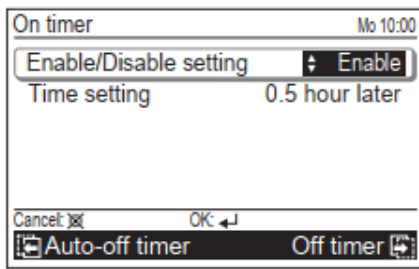 On timer Mo 10:00
Enable/Disable setting Enable
Time setting 0.5 hour later
Cancel: OK:
Auto-off timer Off timer